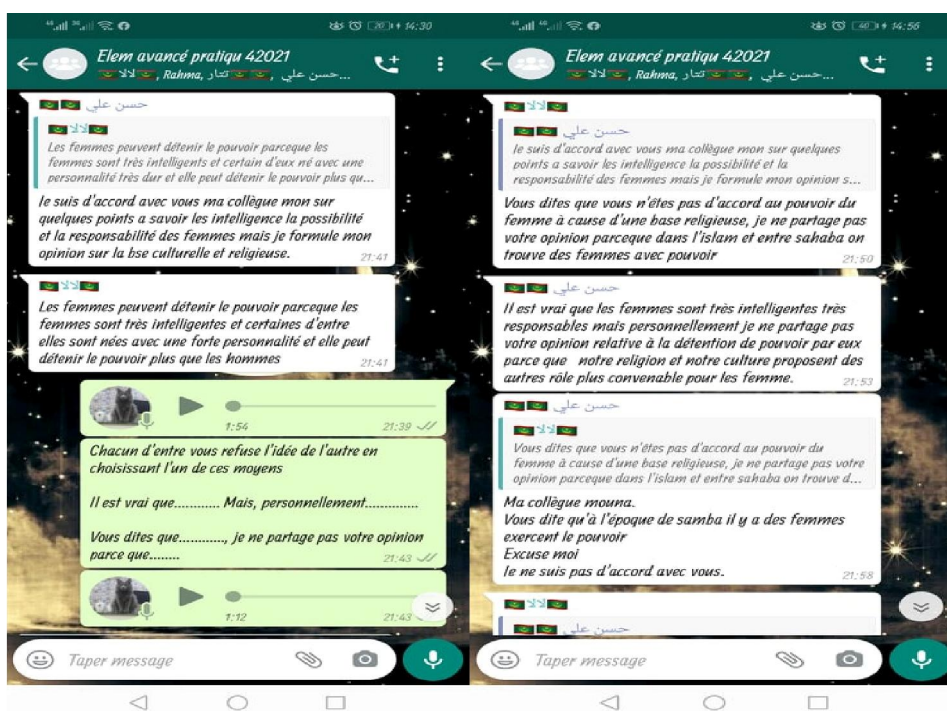 14:30
Elem avancé pratiqu 42021
لالا, Rahma, تتار, حسن علي...
حسن علي
لالا
Les femmes peuvent détenir le pouvoir parceque les
femmes sont très intelligents et certain d'eux né avec une
personnalité très dur et elle peut détenir le pouvoir plus qu...
Je suis d'accord avec vous ma collègue mon sur
quelques points a savoir les intelligence la possibilité
et la responsabilité des femmes mais je formule mon
opinion sur la bse culturelle et religieuse.
21:41
لالا
Les femmes peuvent détenir le pouvoir parceque les
femmes sont très intelligentes et certaines d'entre
elles sont nées avec une forte personnalité et elle peut
détenir le pouvoir plus que les hommes
21:41
1:54
21:39
Chacun d'entre vous refuse l'idée de l'autre en
choisissant l'un de ces moyens
Il est vrai que............ Mais, personnellement..............
Vous dites que............, je ne partage pas votre opinion
parce que........
21:43
1:12
21:43
Taper message
14:56
Elem avancé pratiqu 42021
لالا, Rahma, تتار, حسن علي...
لالا
حسن علي
Je suis d'accord avec vous ma collègue mon sur quelques
points a savoir les intelligence la possibilité et la
responsabilité des femmes mais je formule mon opinion s...
Vous dites que vous n'êtes pas d'accord au pouvoir du
femme à cause d'une base religieuse, je ne partage pas
votre opinion parceque dans l'islam et entre sahaba on
trouve des femmes avec pouvoir
21:50
حسن علي
Il est vrai que les femmes sont très intelligentes très
responsables mais personnellement je ne partage pas
votre opinion relative à la détention de pouvoir par eux
parce que notre religion et notre culture proposent des
autres rôle plus convenable pour les femme.
21:53
حسن علي
لالا
Vous dites que vous n'êtes pas d'accord au pouvoir du
femme à cause d'une base religieuse, je ne partage pas votre
opinion parceque dans l'islam et entre sahaba on trouve d...
Ma collègue mouna.
Vous dite qu'à l'époque de samba il y a des femmes
exercent le pouvoir
Excuse moi
Je ne suis pas d'accord avec vous.
21:58
لالا
حسن علي
Taper message